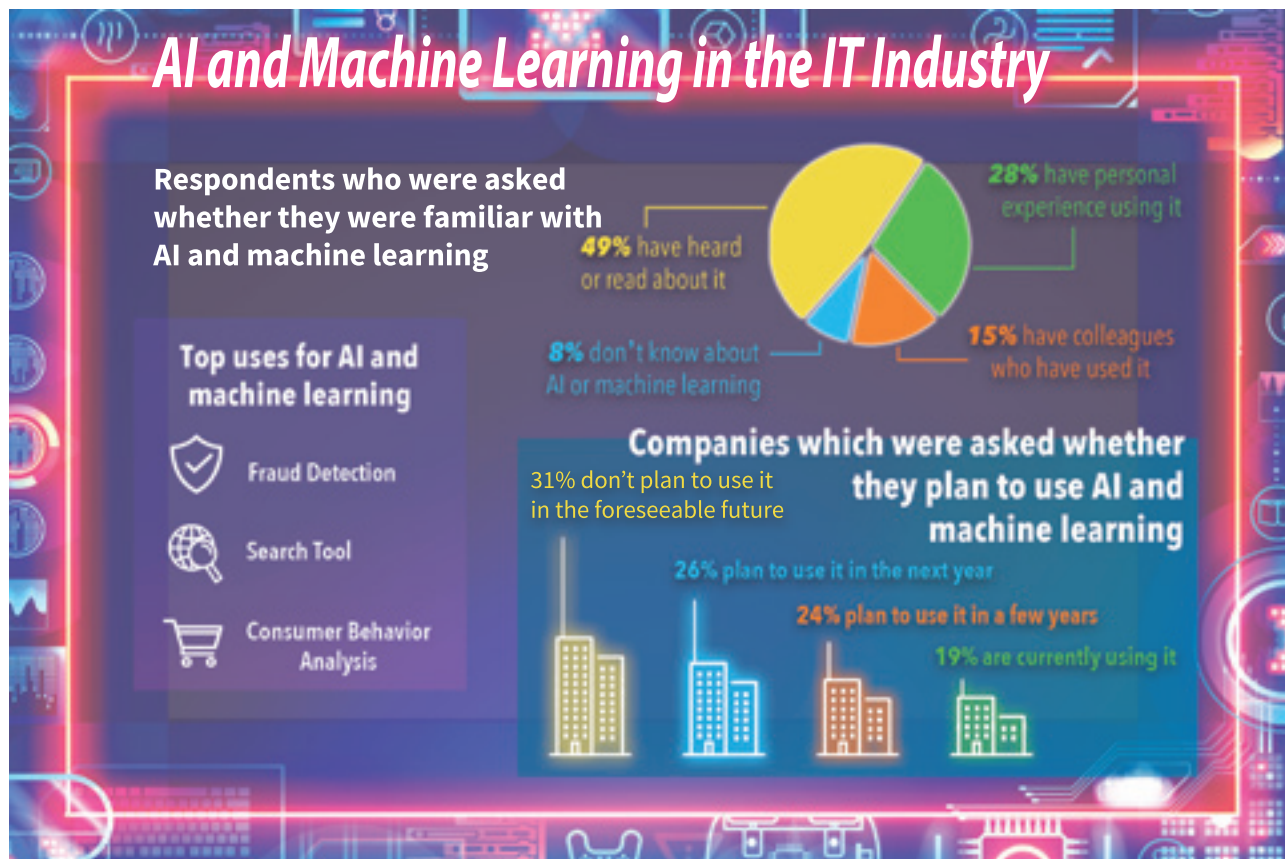 AI and Machine Learning in the IT Industry
Respondents who were asked
whether they were familiar with
AI and machine learning
49% have heard
or read about it
28% have personal
experience using it
8% don't know about
AI or machine learning
15% have colleagues
who have used it
Top uses for AI and
machine learning
Fraud Detection
Search Tool
Consumer Behavior
Analysis
Companies which were asked whether
they plan to use AI and
machine learning
31% don't plan to use it
in the foreseeable future
26% plan to use it in the next year
24% plan to use it in a few years
19% are currently using it